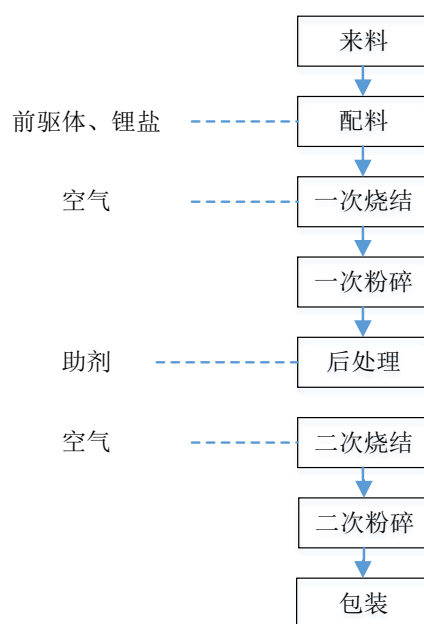 来料
前驱体、锂盐
配料
空气
一次烧结
一次粉碎
助剂
后处理
空气
二次烧结
二次粉碎
包装